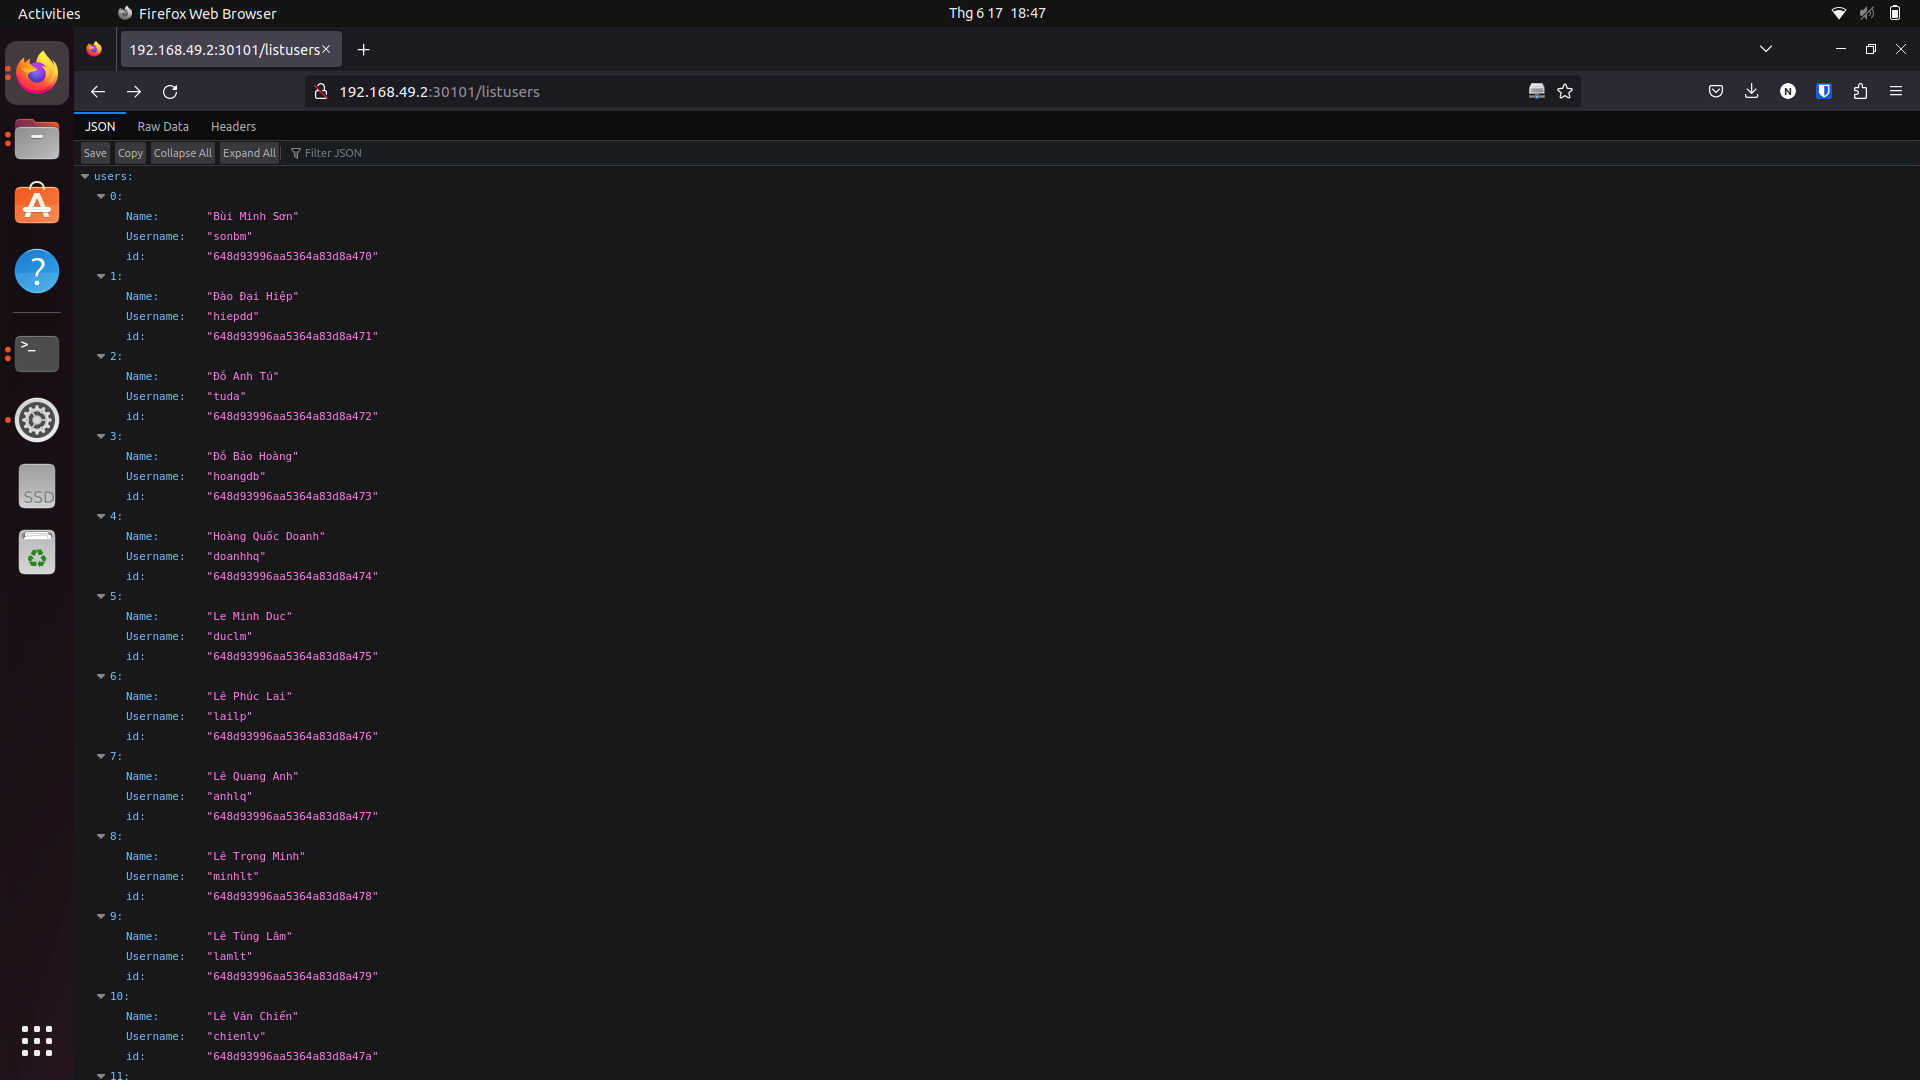 Activities
Firefox Web Browser
Thg 6 17 18:47
192.168.49.2:30101/listusers
192.168.49.2:30101/listusers
N
JSON
Raw Data
Headers
Save
Copy
Collapse All
Expand All
Filter JSON
users:
0:
Name: "Bùi Minh Sơn"
Username: "sonbm"
id: "648d93996aa5364a83d8a470"
1:
Name: "Đào Đại Hiệp"
Username: "hiepdd"
id: "648d93996aa5364a83d8a471"
2:
Name: "Đỗ Anh Tú"
Username: "tuda"
id: "648d93996aa5364a83d8a472"
3:
Name: "Đỗ Bảo Hoàng"
Username: "hoangdb"
id: "648d93996aa5364a83d8a473"
4:
Name: "Hoàng Quốc Doanh"
Username: "doanhhq"
id: "648d93996aa5364a83d8a474"
5:
Name: "Le Minh Duc"
Username: "duclm"
id: "648d93996aa5364a83d8a475"
6:
Name: "Lê Phúc Lai"
Username: "lailp"
id: "648d93996aa5364a83d8a476"
7:
Name: "Lê Quang Anh"
Username: "anhlq"
id: "648d93996aa5364a83d8a477"
8:
Name: "Lê Trọng Minh"
Username: "minhlt"
id: "648d93996aa5364a83d8a478"
9:
Name: "Lê Tùng Lâm"
Username: "lamlt"
id: "648d93996aa5364a83d8a479"
10:
Name: "Lê Văn Chiến"
Username: "chienlv"
id: "648d93996aa5364a83d8a47a"
11:
SSD